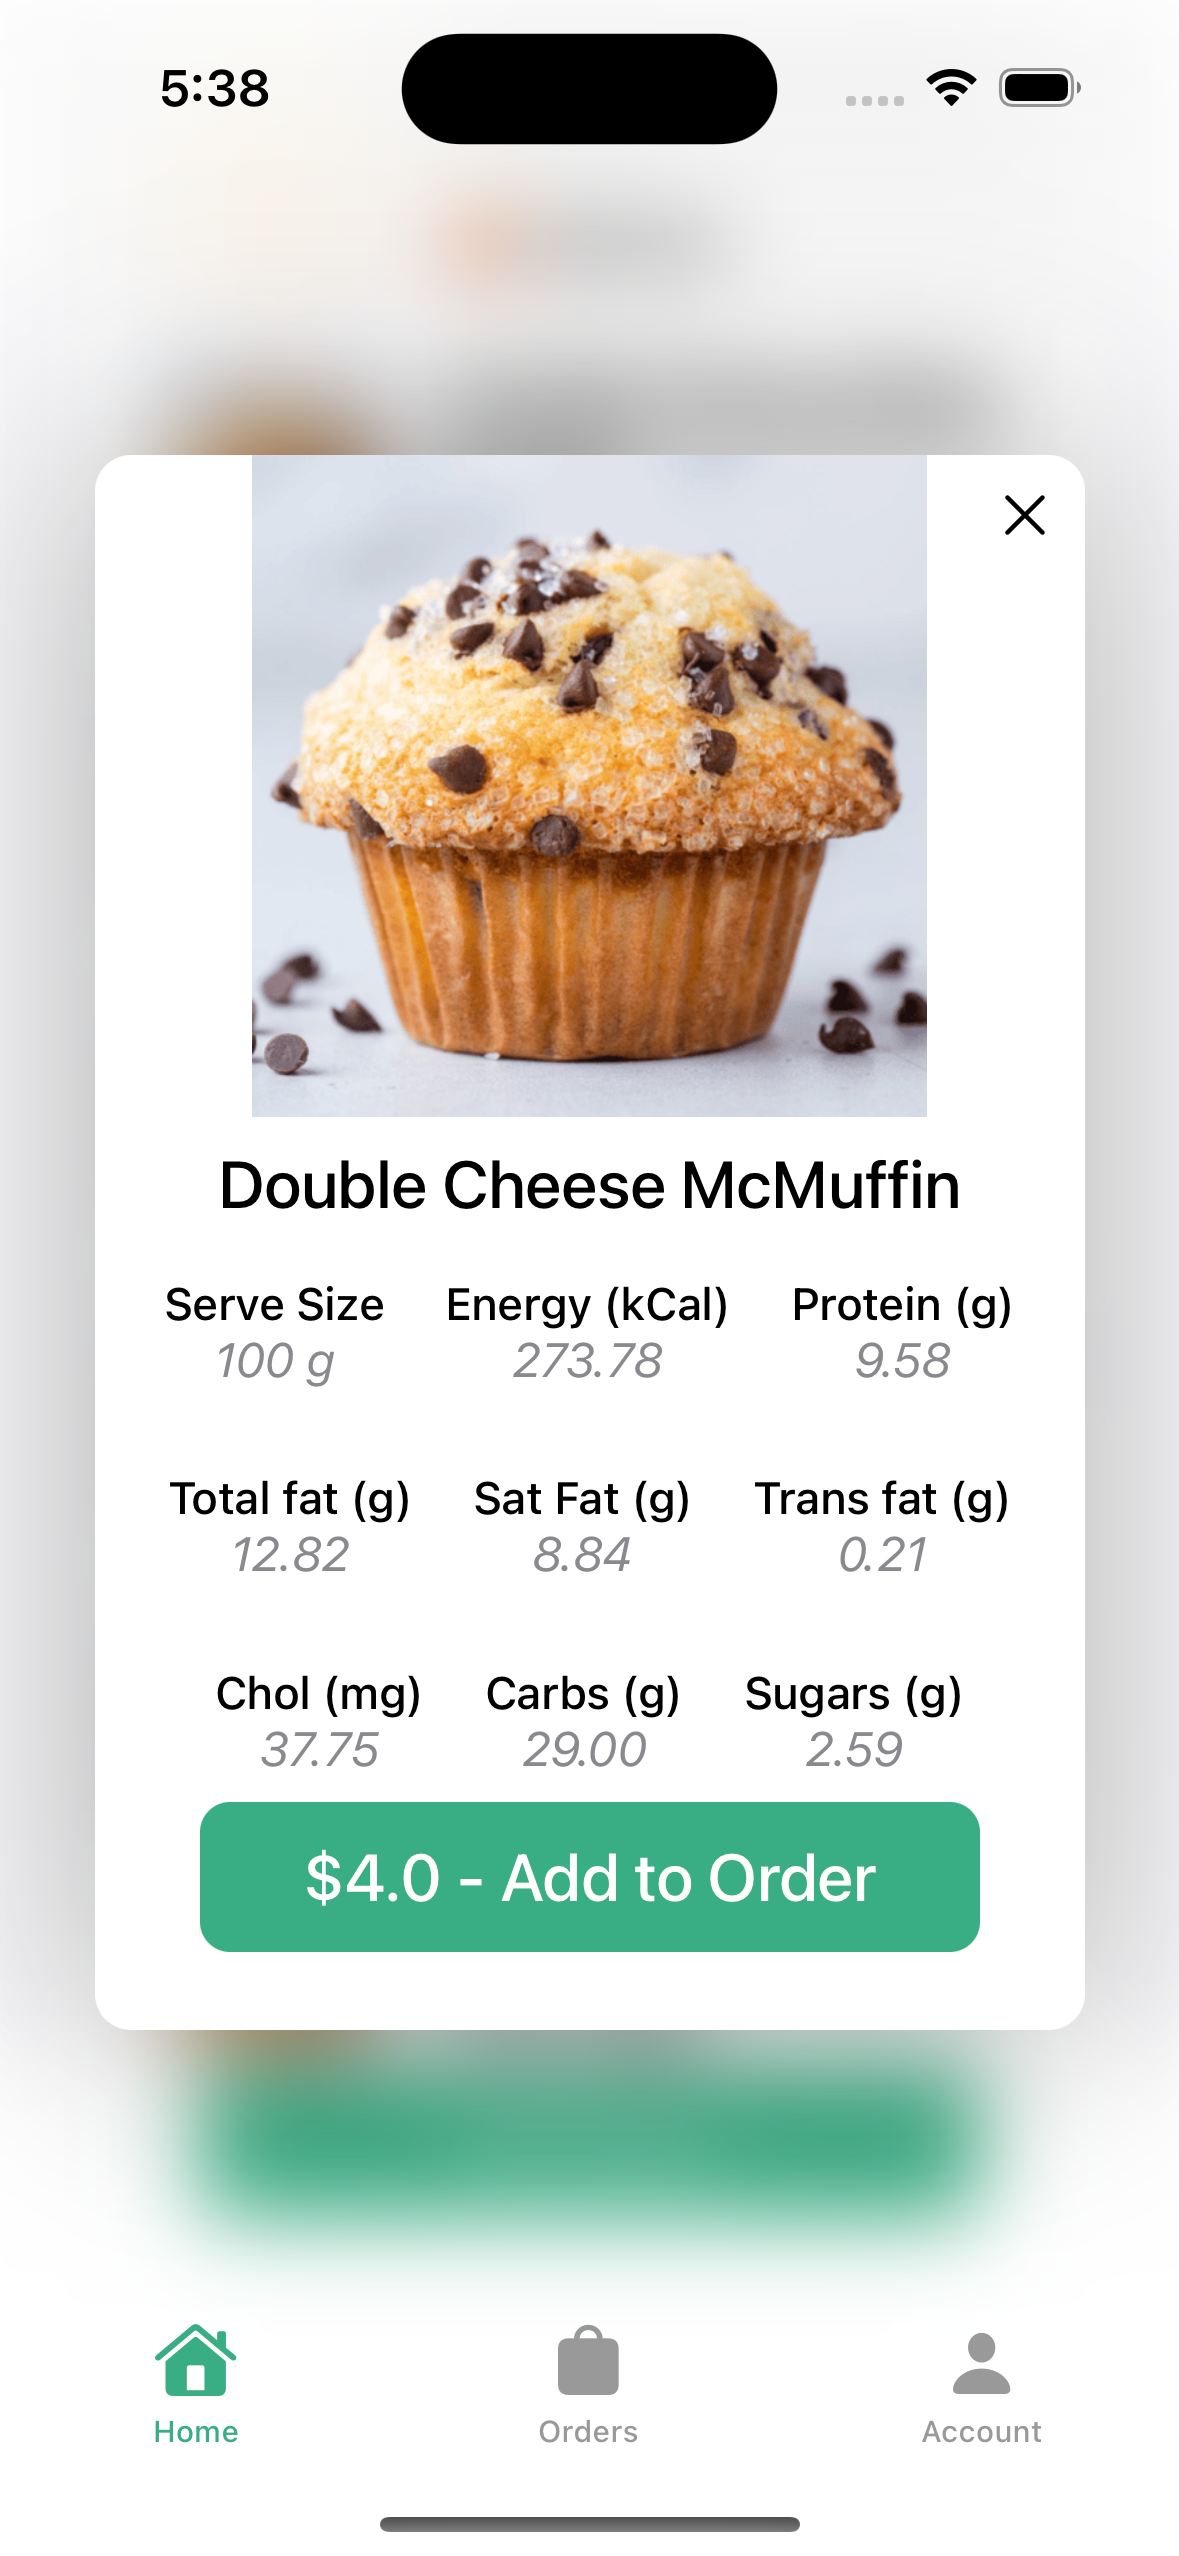 5:38
Double Cheese McMuffin
Serve Size Energy (kCal) Protein (g)
100 g 273.78 9.58
Total fat (g) Sat Fat (g) Trans fat (g)
12.82 8.84 0.21
Chol (mg) Carbs (g) Sugars (g)
37.75 29.00 2.59
$4.0 - Add to Order
Home Orders Account